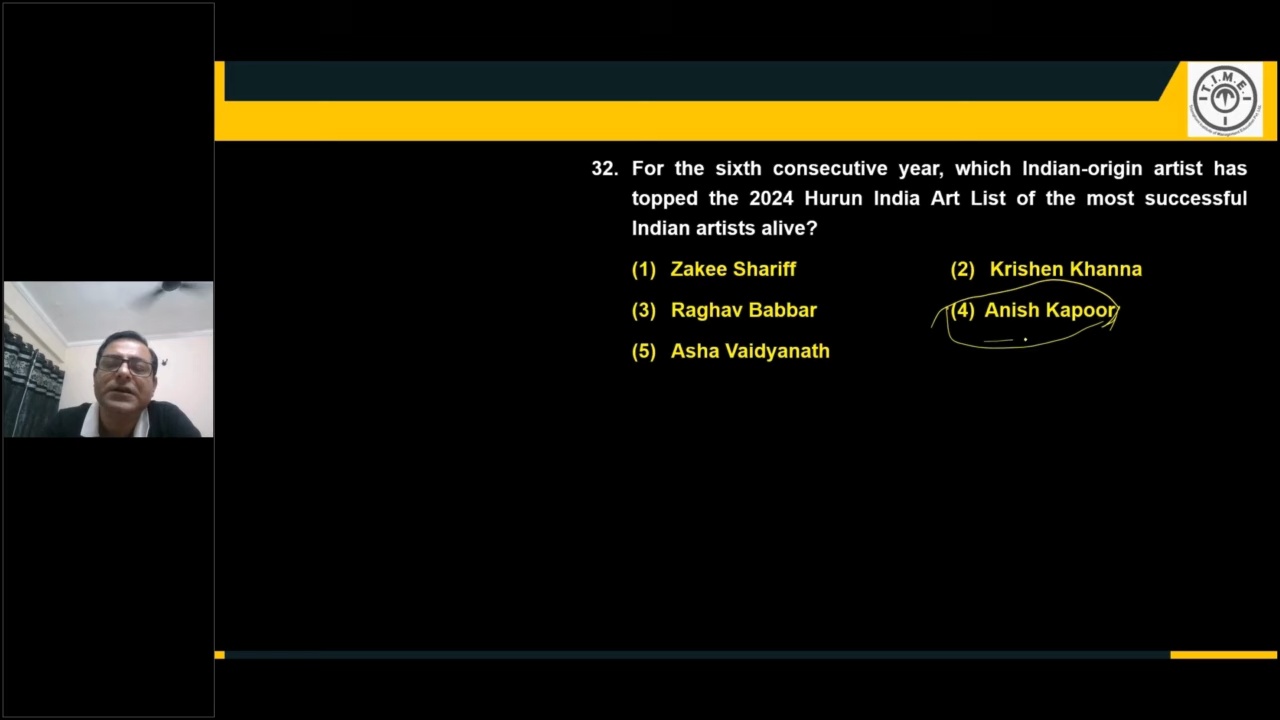 T.I.M.E.
32. For the sixth consecutive year, which Indian-origin artist has
topped the 2024 Hurun India Art List of the most successful
Indian artists alive?
(1) Zakee Shariff
(2) Krishen Khanna
(3) Raghav Babbar
(4) Anish Kapoor
(5) Asha Vaidyanath